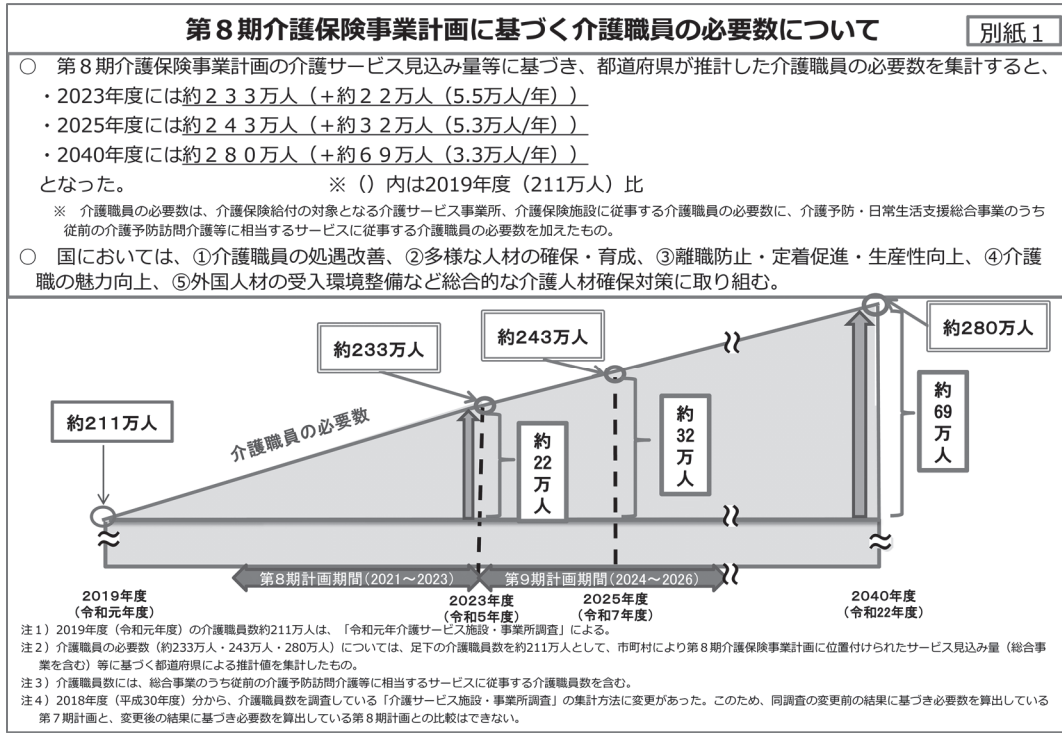 第８期介護保険事業計画に基づく介護職員の必要数について
別紙１
○　第８期介護保険事業計画の介護サービス見込み量等に基づき、都道府県が推計した介護職員の必要数を集計すると、
・2023年度には約２３３万人（＋約２２万人（5.5万人/年））
・2025年度には約２４３万人（＋約３２万人（5.3万人/年））
・2040年度には約２８０万人（＋約６９万人（3.3万人/年））
となった。　※（）内は2019年度（211万人）比
※　介護職員の必要数は、介護保険給付の対象となる介護サービス事業所、介護保険施設に従事する介護職員の必要数に、介護予防・日常生活支援総合事業のうち
従前の介護予防訪問介護等に相当するサービスに従事する介護職員の必要数を加えたもの。
○　国においては、①介護職員の処遇改善、②多様な人材の確保・育成、③離職防止・定着促進・生産性向上、④介護
職の魅力向上、⑤外国人材の受入環境整備など総合的な介護人材確保対策に取り組む。
約211万人
約233万人
約243万人
約280万人
介護職員の必要数
約22万人
約32万人
約69万人
第８期計画期間（2021～2023）
第９期計画期間（2024～2026）
2019年度
（令和元年度）
2023年度
（令和5年度）
2025年度
（令和7年度）
2040年度
（令和22年度）
注１）2019年度（令和元年度）の介護職員数約211万人は、「令和元年介護サービス施設・事業所調査」による。
注２）介護職員の必要数（約233万人・243万人・280万人）については、足下の介護職員数を約211万人として、市町村により第８期介護保険事業計画に位置付けられたサービス見込み量（総合事
業を含む）等に基づく都道府県による推計値を集計したもの。
注３）介護職員数には、総合事業のうち従前の介護予防訪問介護等に相当するサービスに従事する介護職員数を含む。
注４）2018年度（平成30年度）分から、介護職員数を調査している「介護サービス施設・事業所調査」の集計方法に変更があった。このため、同調査の変更前の結果に基づき必要数を算出している
第７期計画と、変更後の結果に基づき必要数を算出している第８期計画との比較はできない。